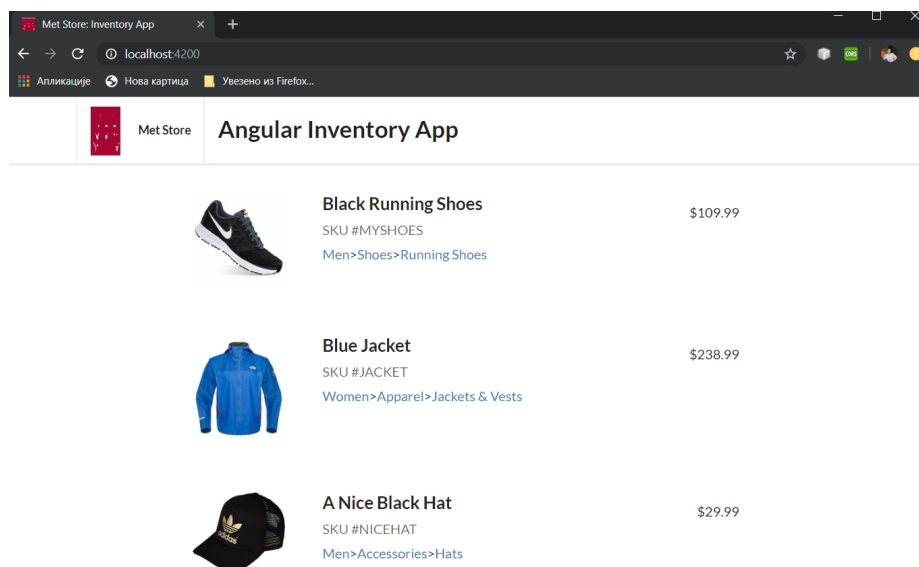 Met Store: Inventory App
localhost:4200
CORS
Апликације Нова картица Увезено из Firefox...
Met Store Angular Inventory App
Black Running Shoes
$109.99
SKU #MYSHOES
Men>Shoes>Running Shoes
Blue Jacket
$238.99
SKU #JACKET
Women>Apparel>Jackets & Vests
A Nice Black Hat
$29.99
SKU #NICEHAT
Men>Accessories>Hats
adidas